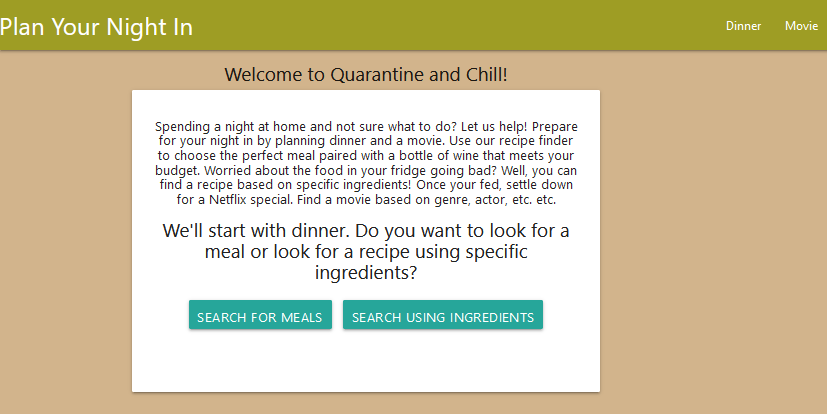 Plan Your Night In
Dinner
Movie
Welcome to Quarantine and Chill!
Spending a night at home and not sure what to do? Let us help! Prepare
for your night in by planning dinner and a movie. Use our recipe finder
to choose the perfect meal paired with a bottle of wine that meets your
budget. Worried about the food in your fridge going bad? Well, you can
find a recipe based on specific ingredients! Once your fed, settle down
for a Netflix special. Find a movie based on genre, actor, etc. etc.
We'll start with dinner. Do you want to look for a
meal or look for a recipe using specific
ingredients?
SEARCH FOR MEALS
SEARCH USING INGREDIENTS